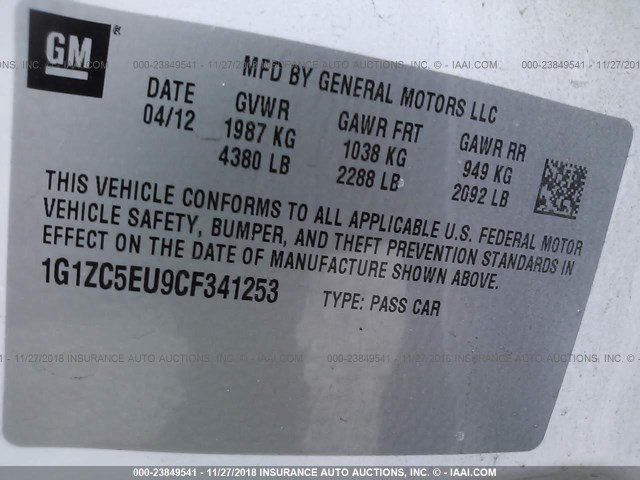 GM®
MFD BY GENERAL MOTORS LLC
DATE GVWR GAWR FRT GAWR RR
04/12 1987 KG 1038 KG 949 KG
4380 LB 2288 LB 2092 LB
THIS VEHICLE CONFORMS TO ALL APPLICABLE U.S. FEDERAL MOTOR
VEHICLE SAFETY, BUMPER, AND THEFT PREVENTION STANDARDS IN
EFFECT ON THE DATE OF MANUFACTURE SHOWN ABOVE.
1G1ZC5EU9CF341253 TYPE: PASS CAR
000-23849541 - 11/27/2018 INSURANCE AUTO AUCTIONS, INC. - © - WWW.IAAI.COM